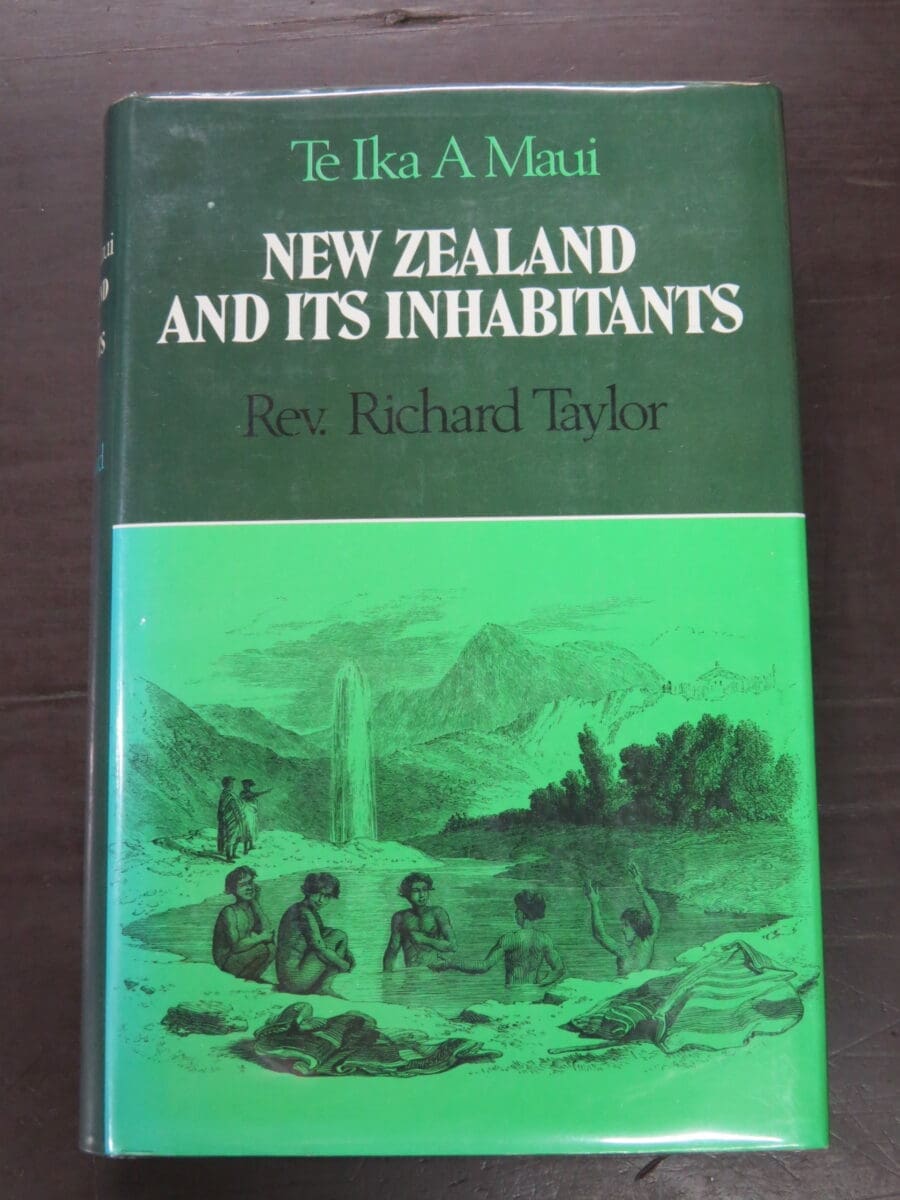 Te Ika A Maui
NEW ZEALAND
AND ITS INHABITANTS
Rev. Richard Taylor